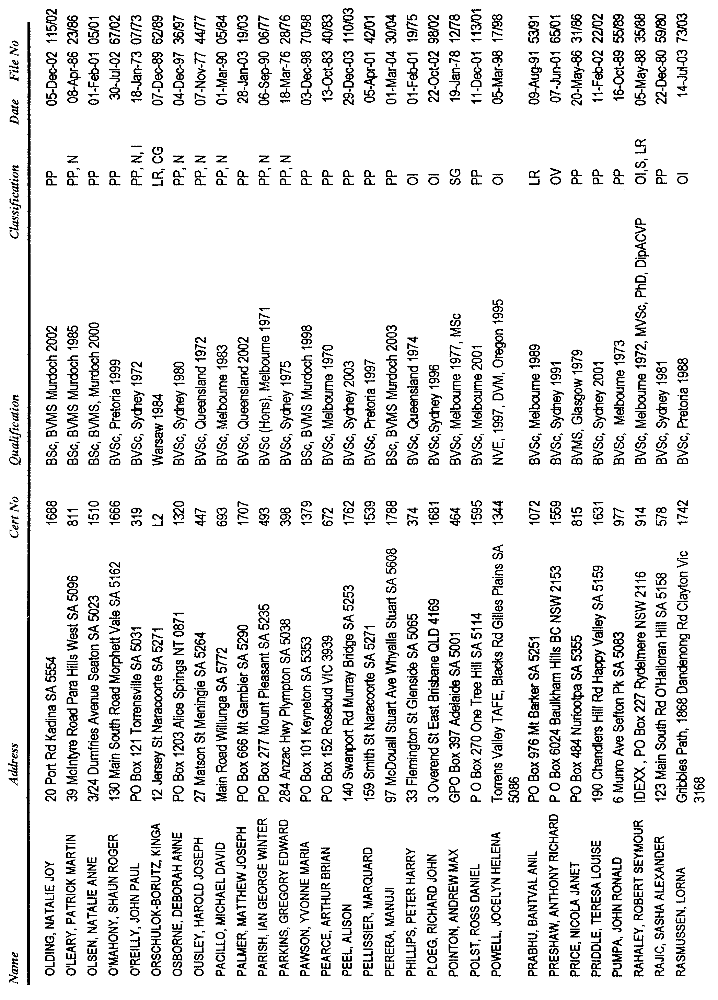 Name Address Cert No Qualification Classification Date File No
OLDING, NATALIE JOY 20 Port Rd Kadina SA 5554 1688 BSc, BVMS Murdoch 2002 PP 05-Dec-02 115/02
O'LEARY, PATRICK MARTIN 39 McIntyre Road Para Hills West SA 5096 811 BSc, BVMS Murdoch 1985 PP, N 08-Apr-86 23/86
OLSEN, NATALIE ANNE 3/24 Dumfries Avenue Seaton SA 5023 1510 BSc, BVMS, Murdoch 2000 PP 01-Feb-01 05/01
O'MAHONY, SHAUN ROGER 130 Main South Road Morphett Vale SA 5162 1666 BVSc, Pretoria 1999 PP 30-Jul-02 67/02
O'REILLY, JOHN PAUL PO Box 121 Torrensville SA 5031 319 BVSc, Sydney 1972 PP, N, I 18-Jan-73 07/73
ORSCHULOK-BORUTZ, KINGA 12 Jersey St Naracoorte SA 5271 L2 Warsaw 1984 LR, CG 07-Dec-89 62/89
OSBORNE, DEBORAH ANNE PO Box 1203 Alice Springs NT 0871 1320 BVSc, Sydney 1980 PP, N 04-Dec-97 36/97
OUSLEY, HAROLD JOSEPH 27 Matson St Meningie SA 5264 447 BVSc, Queensland 1972 PP, N 07-Nov-77 44/77
PACILLO, MICHAEL DAVID Main Road Willunga SA 5772 693 BVSc, Melbourne 1983 PP, N 01-Mar-90 05/84
PALMER, MATTHEW JOSEPH PO Box 666 Mt Gambier SA 5290 1707 BVSc, Queensland 2002 PP 28-Jan-03 19/03
PARISH, IAN GEORGE WINTER PO Box 277 Mount Pleasant SA 5235 493 BVSc (Hons), Melbourne 1971 PP, N 06-Sep-90 06/77
PARKINS, GREGORY EDWARD 284 Anzac Hwy Plympton SA 5038 398 BVSc, Sydney 1975 PP, N 18-Mar-76 28/76
PAWSON, YVONNE MARIA PO Box 101 Keyneton SA 5353 1379 BSc, BVMS Murdoch 1998 PP 03-Dec-98 70/98
PEARCE, ARTHUR BRIAN PO Box 152 Rosebud VIC 3939 672 BVSc, Melbourne 1970 PP 13-Oct-83 40/83
PEEL, ALISON 140 Swanport Rd Murray Bridge SA 5253 1762 BVSc, Sydney 2003 PP 29-Dec-03 110/03
PELLISSIER, MARQUARD 159 Smith St Naracoorte SA 5271 1539 BVSc, Pretoria 1997 PP 05-Apr-01 42/01
PERERA, MANUJI 97 McDouall Stuart Ave Whyalla Stuart SA 5608 1788 BSc, BVMS Murdoch 2003 PP 01-Mar-04 30/04
PHILLIPS, PETER HARRY 33 Flemington St Glenside SA 5065 374 BVSc, Queensland 1974 OI 01-Feb-01 19/75
PLOEG, RICHARD JOHN 3 Overend St East Brisbane QLD 4169 1681 BVSc,Sydney 1996 OI 22-Oct-02 98/02
POINTON, ANDREW MAX GPO Box 397 Adelaide SA 5001 464 BVSc, Melbourne 1977, MSc SG 19-Jan-78 12/78
POLST, ROSS DANIEL P O Box 270 One Tree Hill SA 5114 1595 BVSc, Melbourne 2001 PP 11-Dec-01 113/01
POWELL, JOCELYN HELENA Torrens Valley TAFE, Blacks Rd Gilles Plains SA 1344 NVE, 1997, DVM, Oregon 1995 OI 05-Mar-98 17/98
5086
PRABHU, BANTVAL ANIL PO Box 976 Mt Barker SA 5251 1072 BVSc, Melbourne 1989 LR 09-Aug-91 53/91
PRESHAW, ANTHONY RICHARD P O Box 6024 Baulkham Hills BC NSW 2153 1559 BVSc, Sydney 1991 OV 07-Jun-01 65/01
PRICE, NICOLA JANET PO Box 484 Nuriootpa SA 5355 815 BVMS, Glasgow 1979 PP 20-May-86 31/86
PRIDDLE, TERESA LOUISE 190 Chandlers Hill Rd Happy Valley SA 5159 1631 BVSc, Sydney 2001 PP 11-Feb-02 22/02
PUMPA, JOHN RONALD 6 Munro Ave Sefton Pk SA 5083 977 BVSc, Melbourne 1973 PP 16-Oct-89 55/89
RAHALEY, ROBERT SEYMOUR IDEXX , PO Box 227 Rydelmere NSW 2116 914 BVSc, Melbourne 1972, MVSc, PhD, DipACVP OI,S, LR 05-May-88 35/88
RAJIC, SASHA ALEXANDER 123 Main South Rd O'Halloran Hill SA 5158 578 BVSc, Sydney 1981 PP 22-Dec-80 59/80
RASMUSSEN, LORNA Gribbles Path, 1868 Dandenong Rd Clayton Vic 1742 BVSc, Pretoria 1988 OI 14-Jul-03 73/03
3168